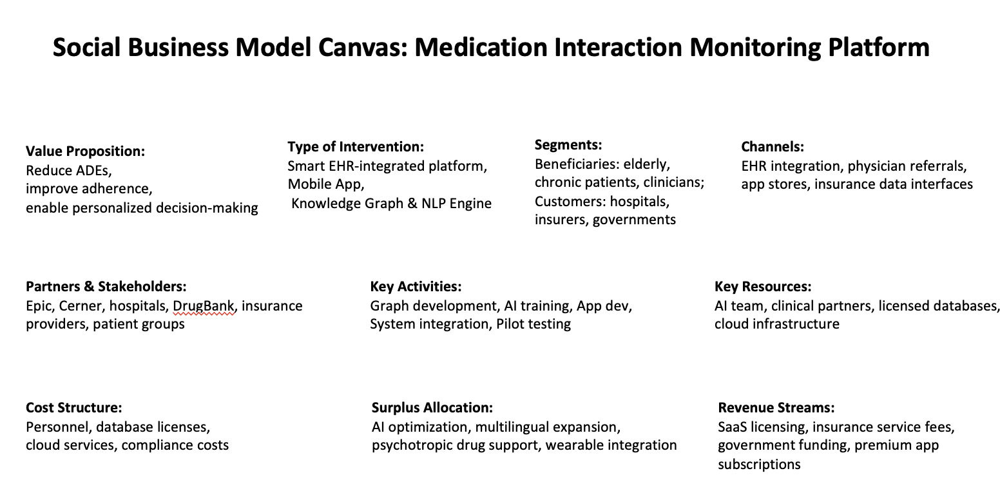 Social Business Model Canvas: Medication Interaction Monitoring Platform
Value Proposition:
Reduce ADEs,
improve adherence,
enable personalized decision-making
Type of Intervention:
Smart EHR-integrated platform,
Mobile App,
Knowledge Graph & NLP Engine
Segments:
Beneficiaries: elderly,
chronic patients, clinicians;
Customers: hospitals,
insurers, governments
Channels:
EHR integration, physician referrals,
app stores, insurance data interfaces
Partners & Stakeholders:
Epic, Cerner, hospitals, DrugBank, insurance
providers, patient groups
Key Activities:
Graph development, AI training, App dev,
System integration, Pilot testing
Key Resources:
AI team, clinical partners, licensed databases,
cloud infrastructure
Cost Structure:
Personnel, database licenses,
cloud services, compliance costs
Surplus Allocation:
AI optimization, multilingual expansion,
psychotropic drug support, wearable integration
Revenue Streams:
SaaS licensing, insurance service fees,
government funding, premium app
subscriptions